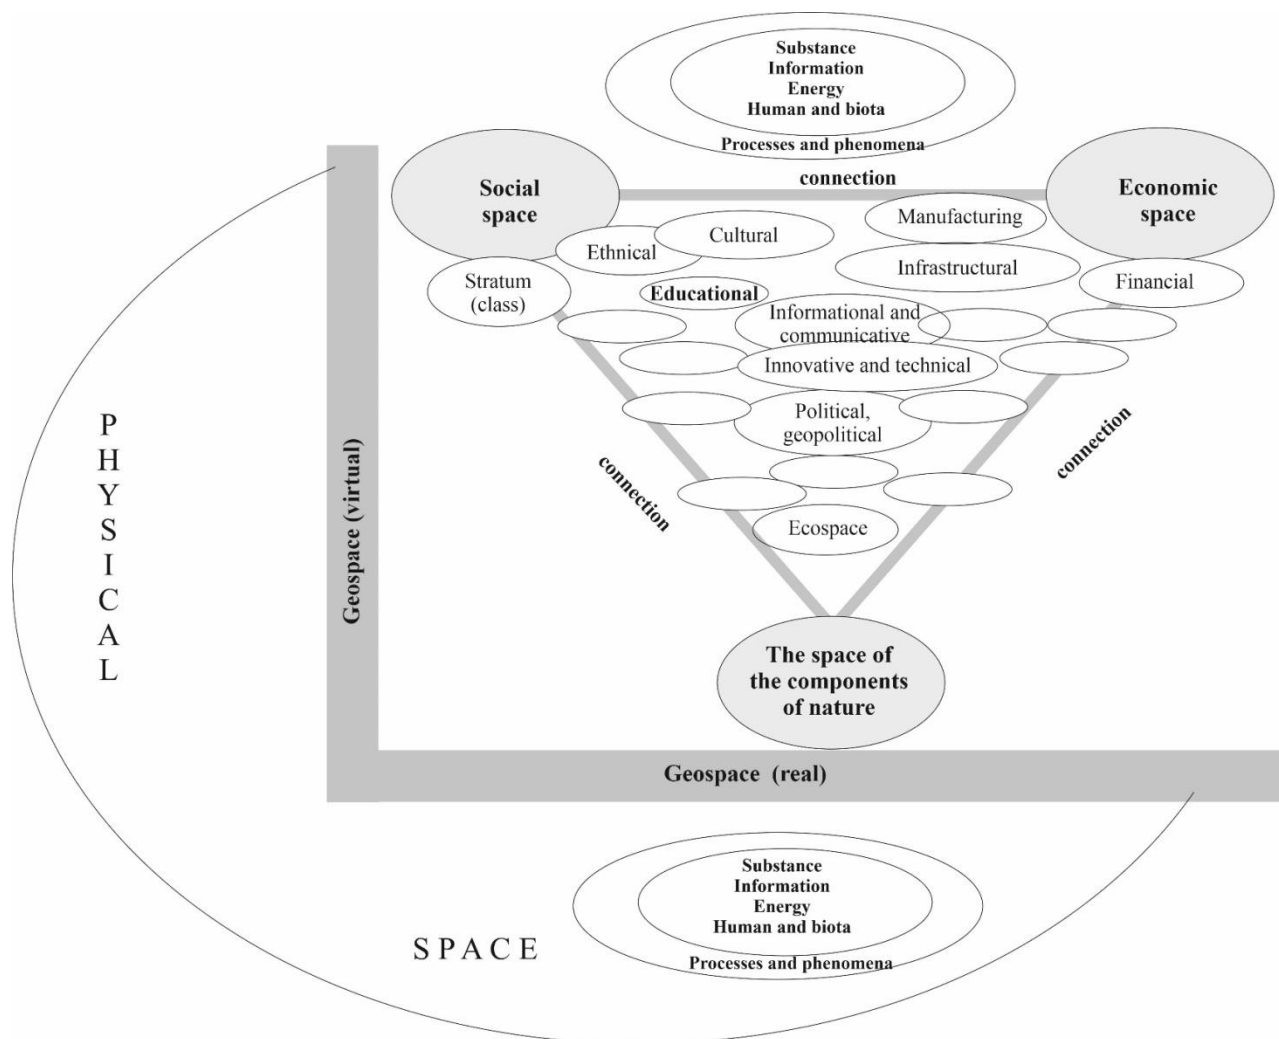 Substance
Information
Energy
Human and biota
Processes and phenomena
connection
Social
space
Economic
space
Manufacturing
Cultural
Ethnical
Infrastructural
Stratum
(class)
Financial
Educational
Informational and
communicative
Innovative and technical
Political,
geopolitical
connection
connection
Ecospace
PHYSICAL
Geospace (virtual)
The space of
the components
of nature
Geospace (real)
Substance
Information
Energy
Human and biota
Processes and phenomena
SPACE